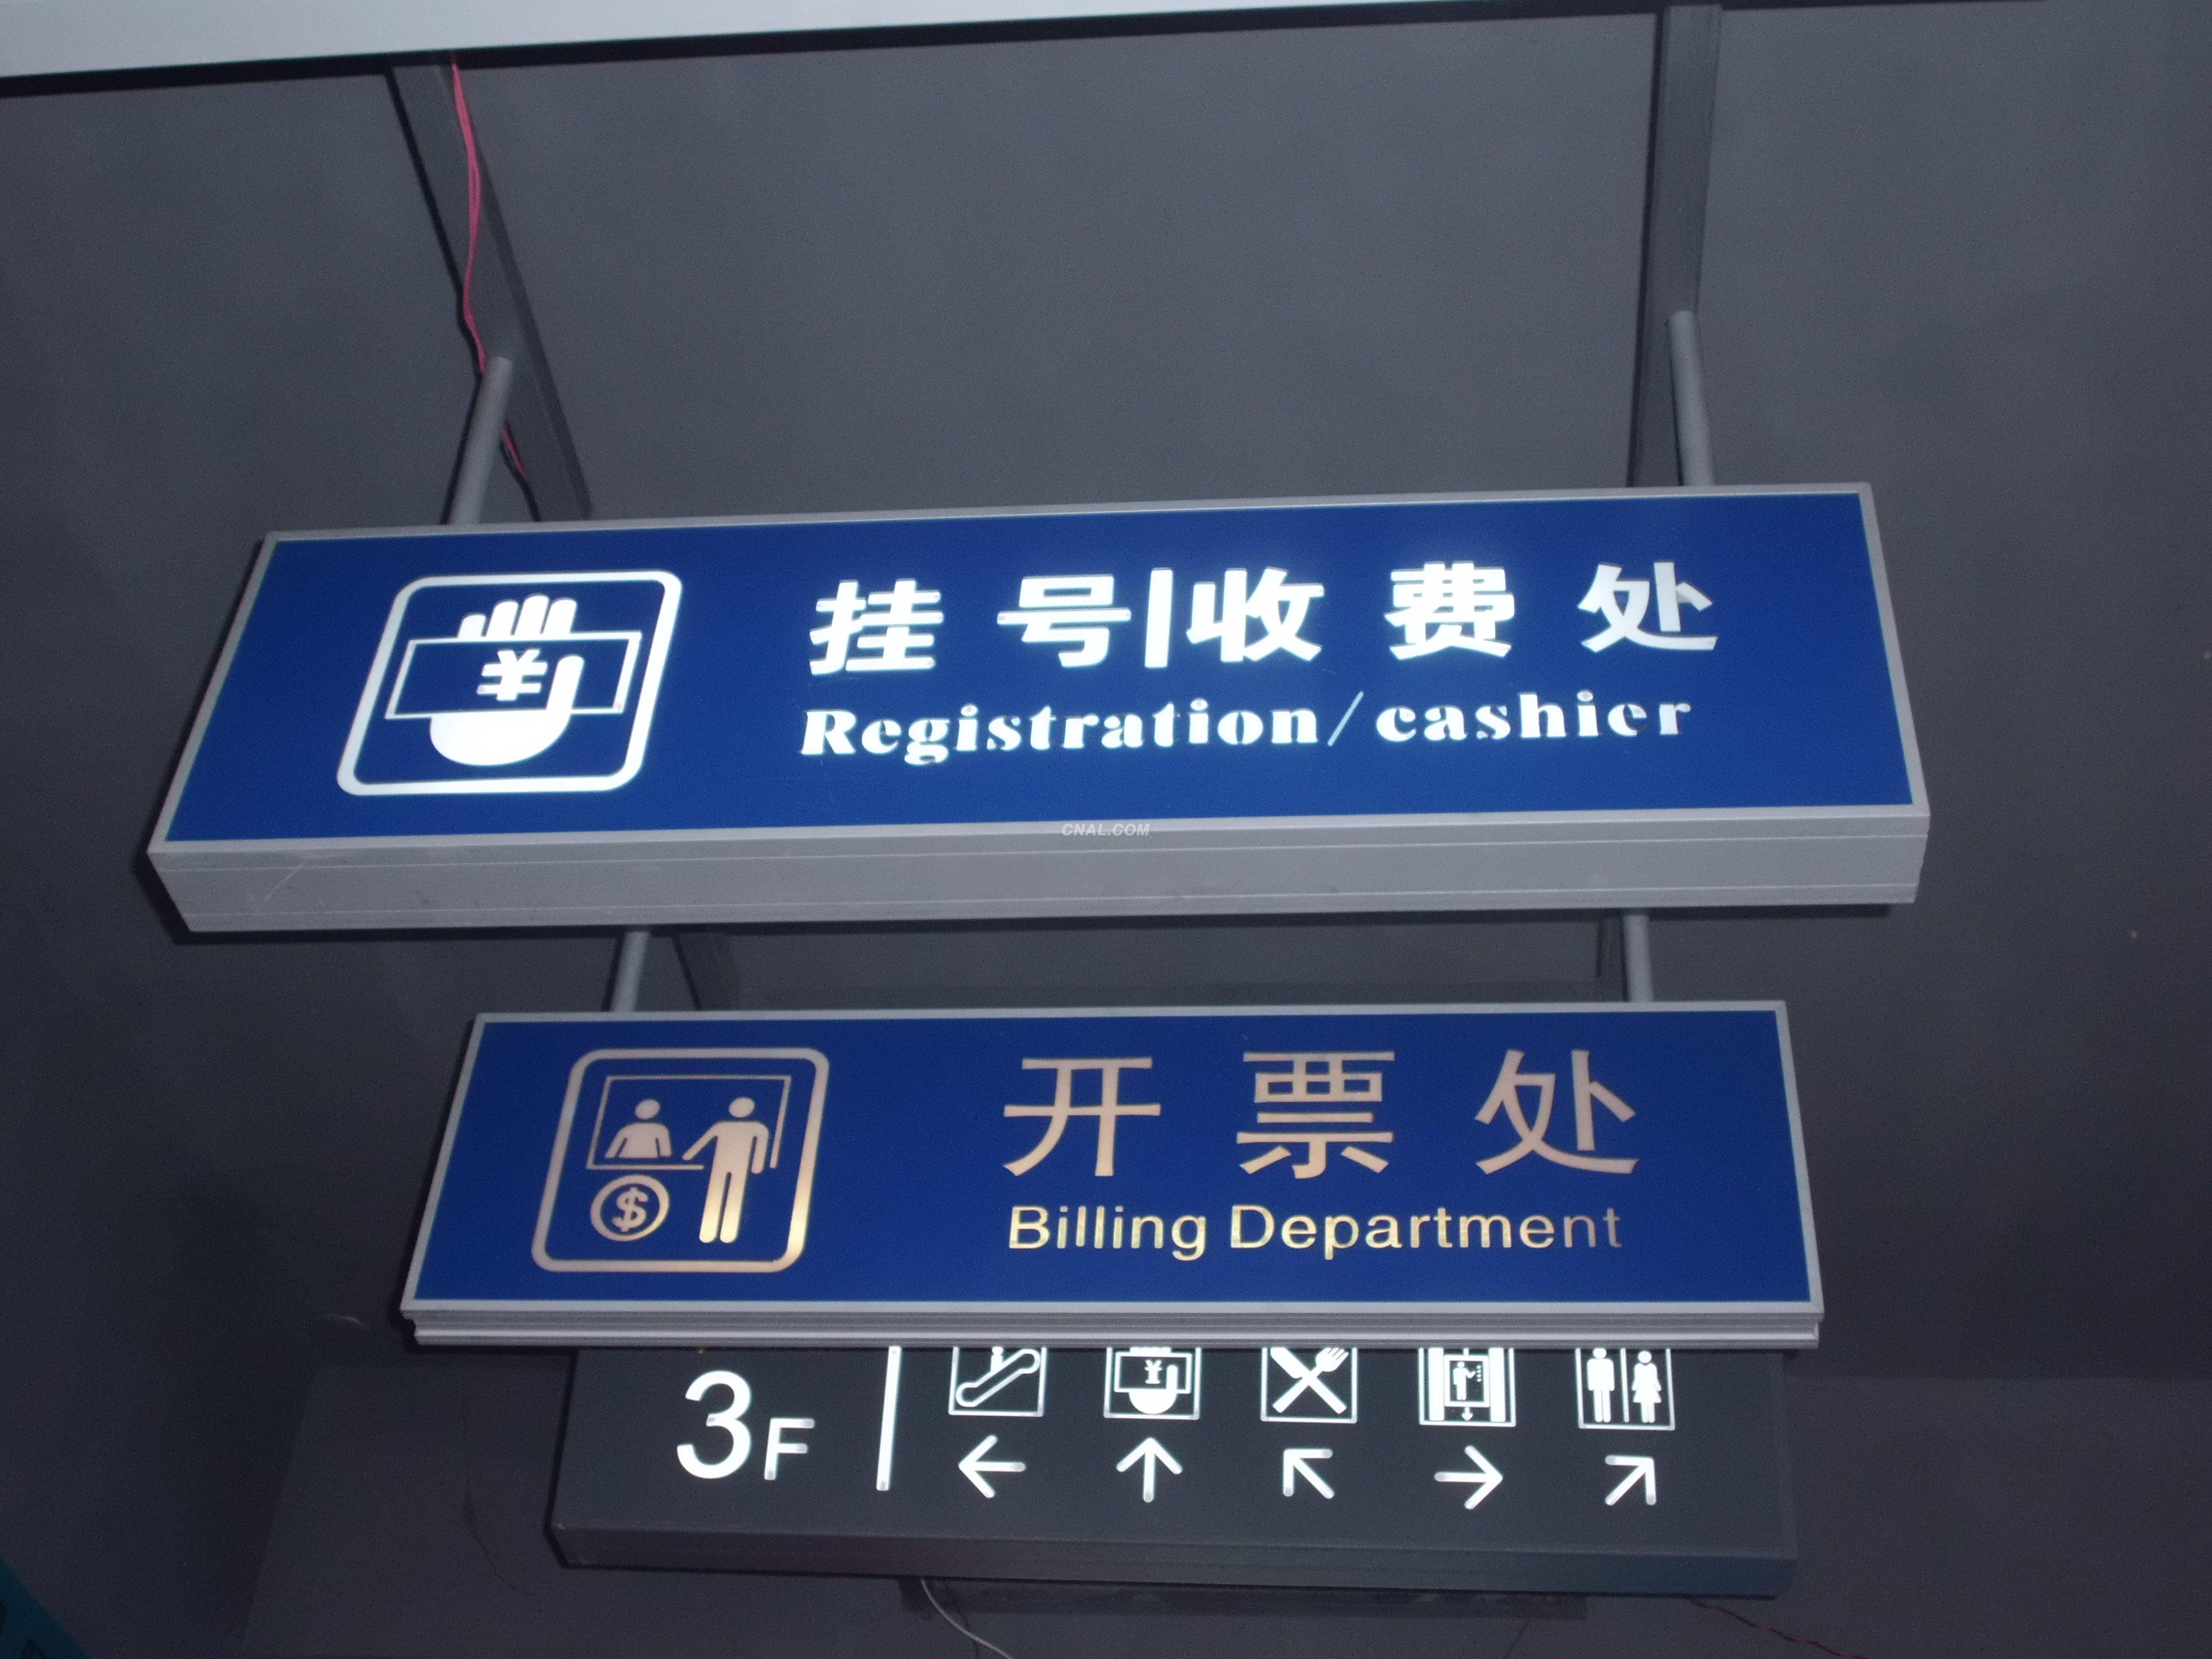 挂号|收费处
Registration/cashier
¥
CNAL.COM
开票处
Billing Department
$
3F
¥